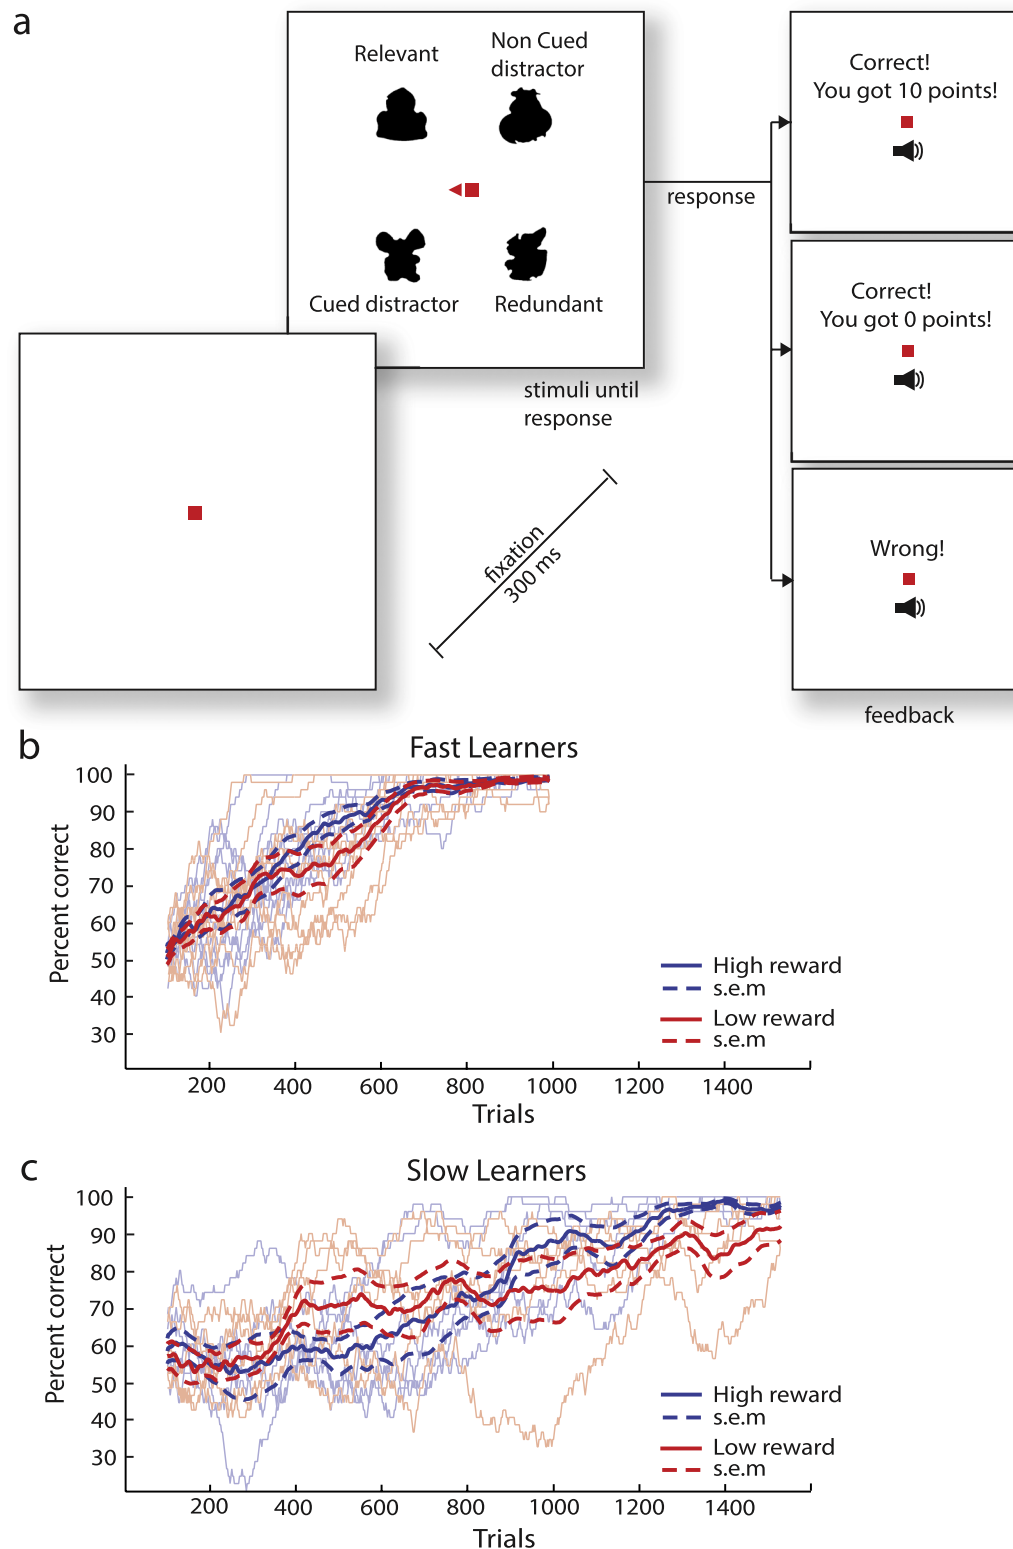 a
Relevant
Non Cued
distractor
Cued distractor
Redundant
stimuli until
response
fixation
300 ms
response
Correct!
You got 10 points!
Correct!
You got 0 points!
Wrong!
feedback
b
Fast Learners
Percent correct
100
90
80
70
60
50
40
30
200
400
600
800
1000
1200
1400
Trials
High reward
s.e.m
Low reward
s.e.m
c
Slow Learners
Percent correct
100
90
80
70
60
50
40
30
200
400
600
800
1000
1200
1400
Trials
High reward
s.e.m
Low reward
s.e.m